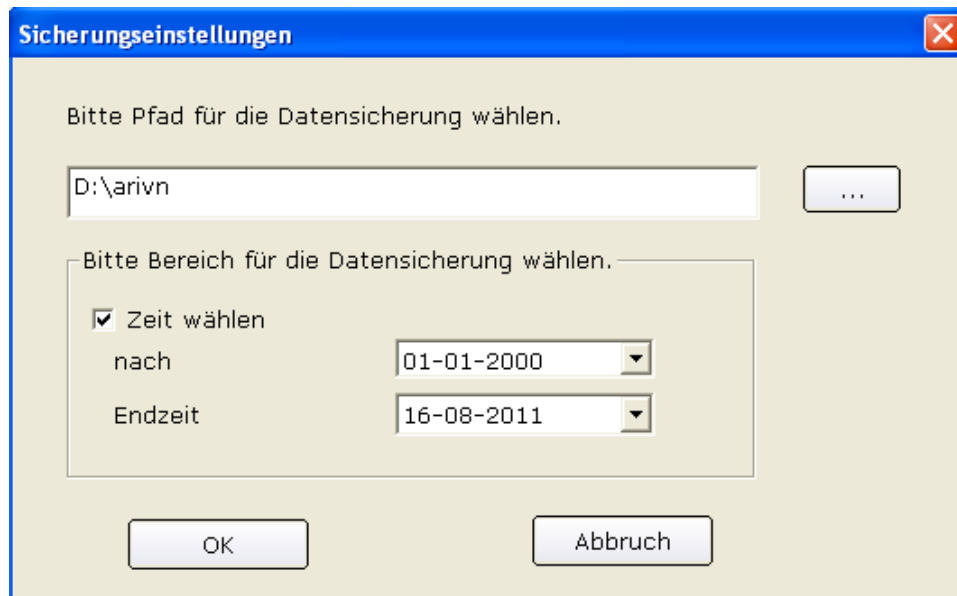 Sicherungseinstellungen
Bitte Pfad für die Datensicherung wählen.
D:\arivn
...
Bitte Bereich für die Datensicherung wählen.
Zeit wählen
nach 01-01-2000
Endzeit 16-08-2011
OK Abbruch